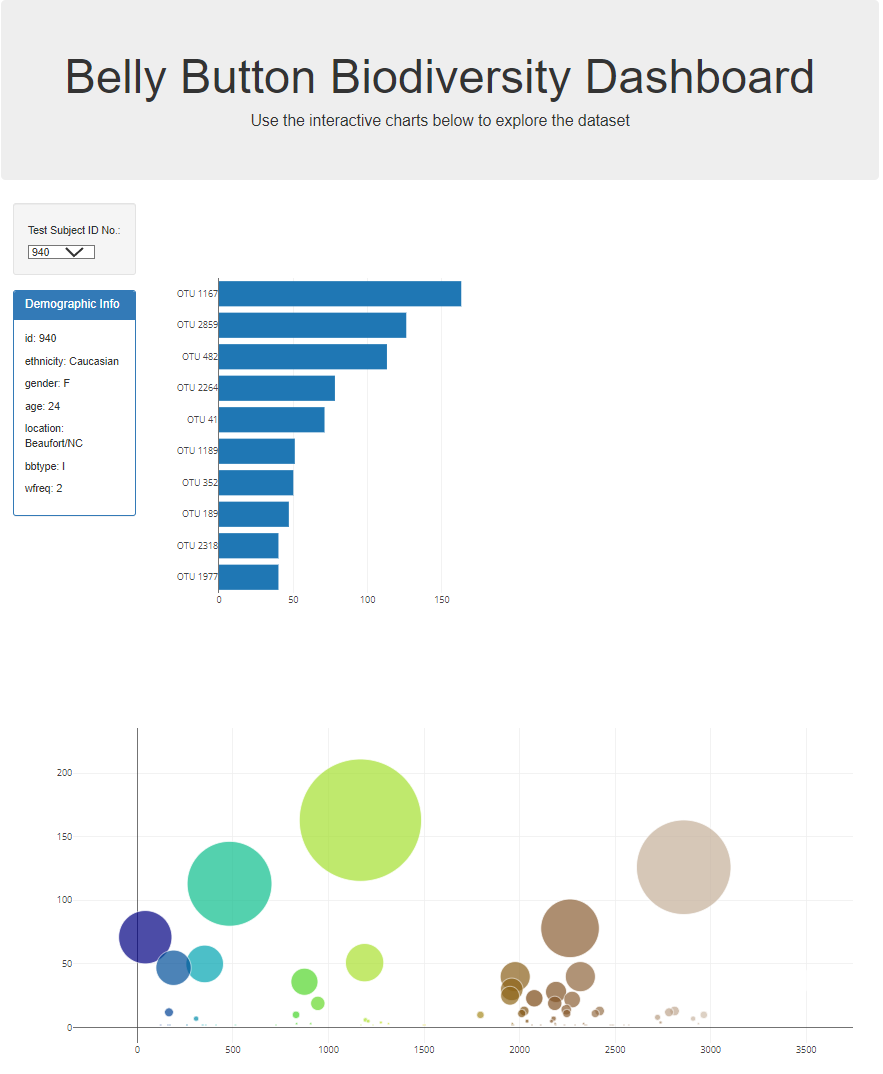 Belly Button Biodiversity Dashboard
Use the interactive charts below to explore the dataset
Test Subject ID No.:
940
Demographic Info
id: 940
ethnicity: Caucasian
gender: F
age: 24
location:
Beaufort/NC
bbtype: I
wfreq: 2
OTU 1167
OTU 2859
OTU 482
OTU 2264
OTU 41
OTU 1189
OTU 352
OTU 189
OTU 2318
OTU 1977
0 50 100 150
200
150
100
50
0
0 500 1000 1500 2000 2500 3000 3500